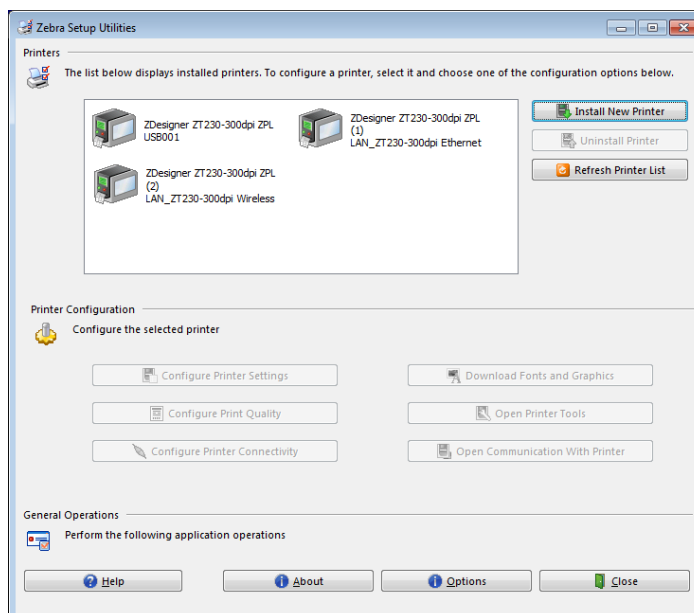 Zebra Setup Utilities
Printers
The list below displays installed printers. To configure a printer, select it and choose one of the configuration options below.
ZDesigner ZT230-300dpi ZPL
USB001
ZDesigner ZT230-300dpi ZPL
(1)
LAN_ZT230-300dpi Ethernet
ZDesigner ZT230-300dpi ZPL
(2)
LAN_ZT230-300dpi Wireless
Install New Printer
Uninstall Printer
Refresh Printer List
Printer Configuration
Configure the selected printer
Configure Printer Settings
Download Fonts and Graphics
Configure Print Quality
Open Printer Tools
Configure Printer Connectivity
Open Communication With Printer
General Operations
Perform the following application operations
Help
About
Options
Close